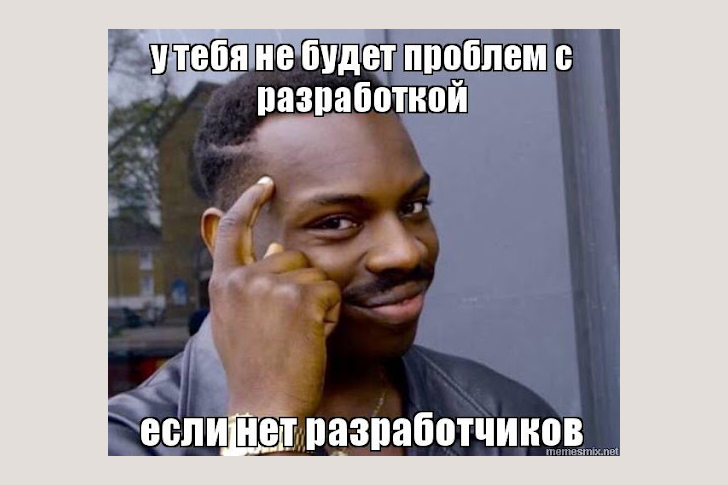 у тебя не будет проблем с
разработкой
если нет разработчиков
memesmix.net